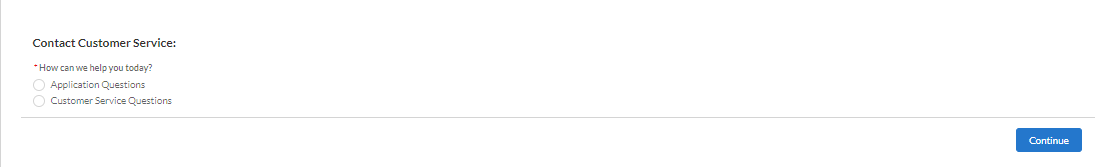 Contact Customer Service:
*How can we help you today?
Application Questions
Customer Service Questions
Continue